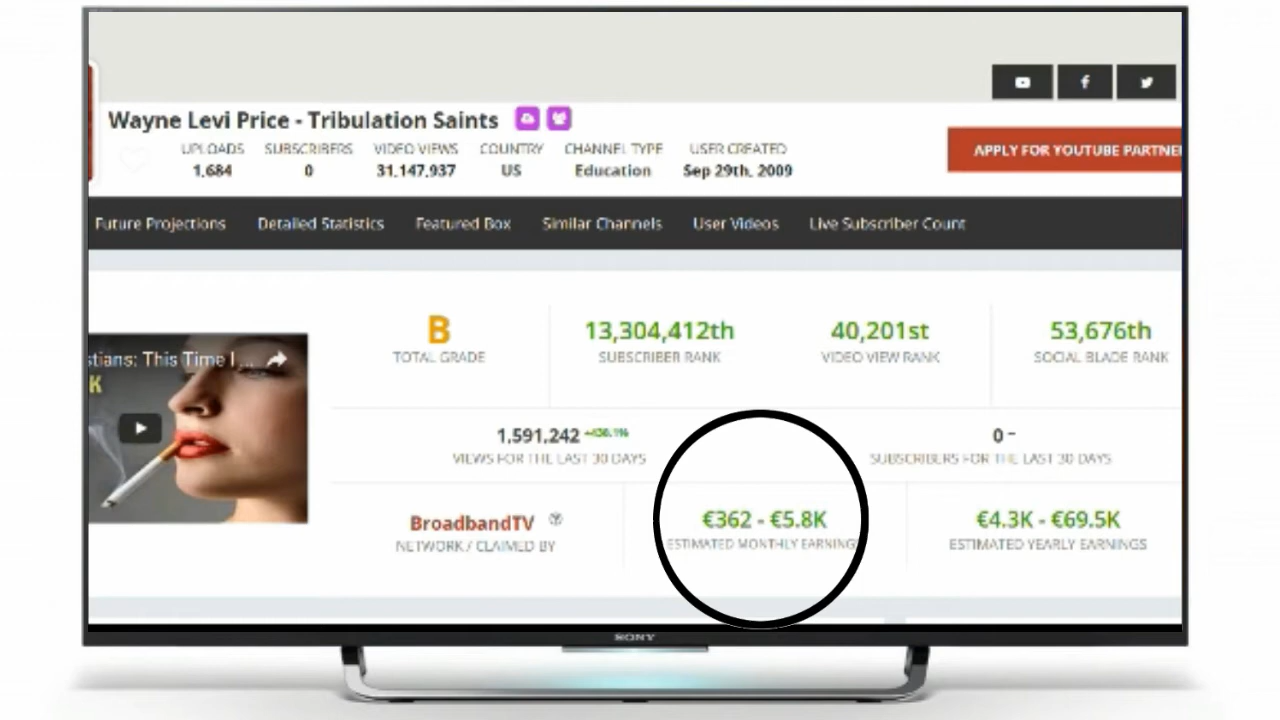 Wayne Levi Price - Tribulation Saints
UPLOADS SUBSCRIBERS VIDEO VIEWS COUNTRY CHANNEL TYPE USER CREATED
1,684 0 31,147,937 US Education Sep 29th, 2009
APPLY FOR YOUTUBE PARTNE
Future Projections Detailed Statistics Featured Box Similar Channels User Videos Live Subscriber Count
stians: This Time I ...
K
B 13,304,412th 40,201st 53,676th
TOTAL GRADE SUBSCRIBER RANK VIDEO VIEW RANK SOCIAL BLADE RANK
1,591,242 0 --
VIEWS FOR THE LAST 30 DAYS SUBSCRIBERS FOR THE LAST 30 DAYS
BroadbandTV €362 - €5.8K €4.3K - €69.5K
NETWORK / CLAIMED BY ESTIMATED MONTHLY EARNING ESTIMATED YEARLY EARNINGS
SONY